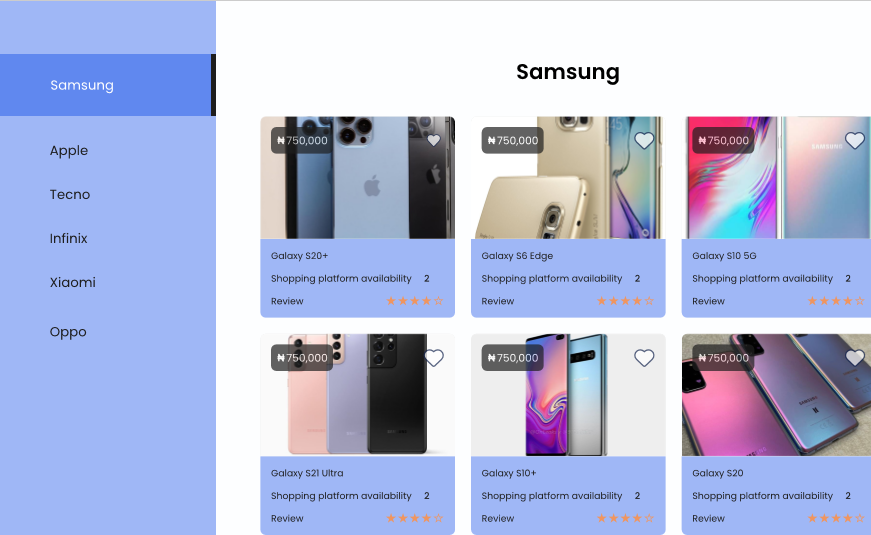 Samsung
Apple
Tecno
Infinix
Xiaomi
Oppo
Samsung
₦750,000
Galaxy S20+
Shopping platform availability 2
Review
₦750,000
Galaxy S6 Edge
Shopping platform availability 2
Review
₦750,000
SAMSUNG
Galaxy S10 5G
Shopping platform availability 2
Review
₦750,000
Galaxy S21 Ultra
Shopping platform availability 2
Review
₦750,000
Galaxy S10+
Shopping platform availability 2
Review
₦750,000
SAMSUNG
Galaxy S20
Shopping platform availability 2
Review